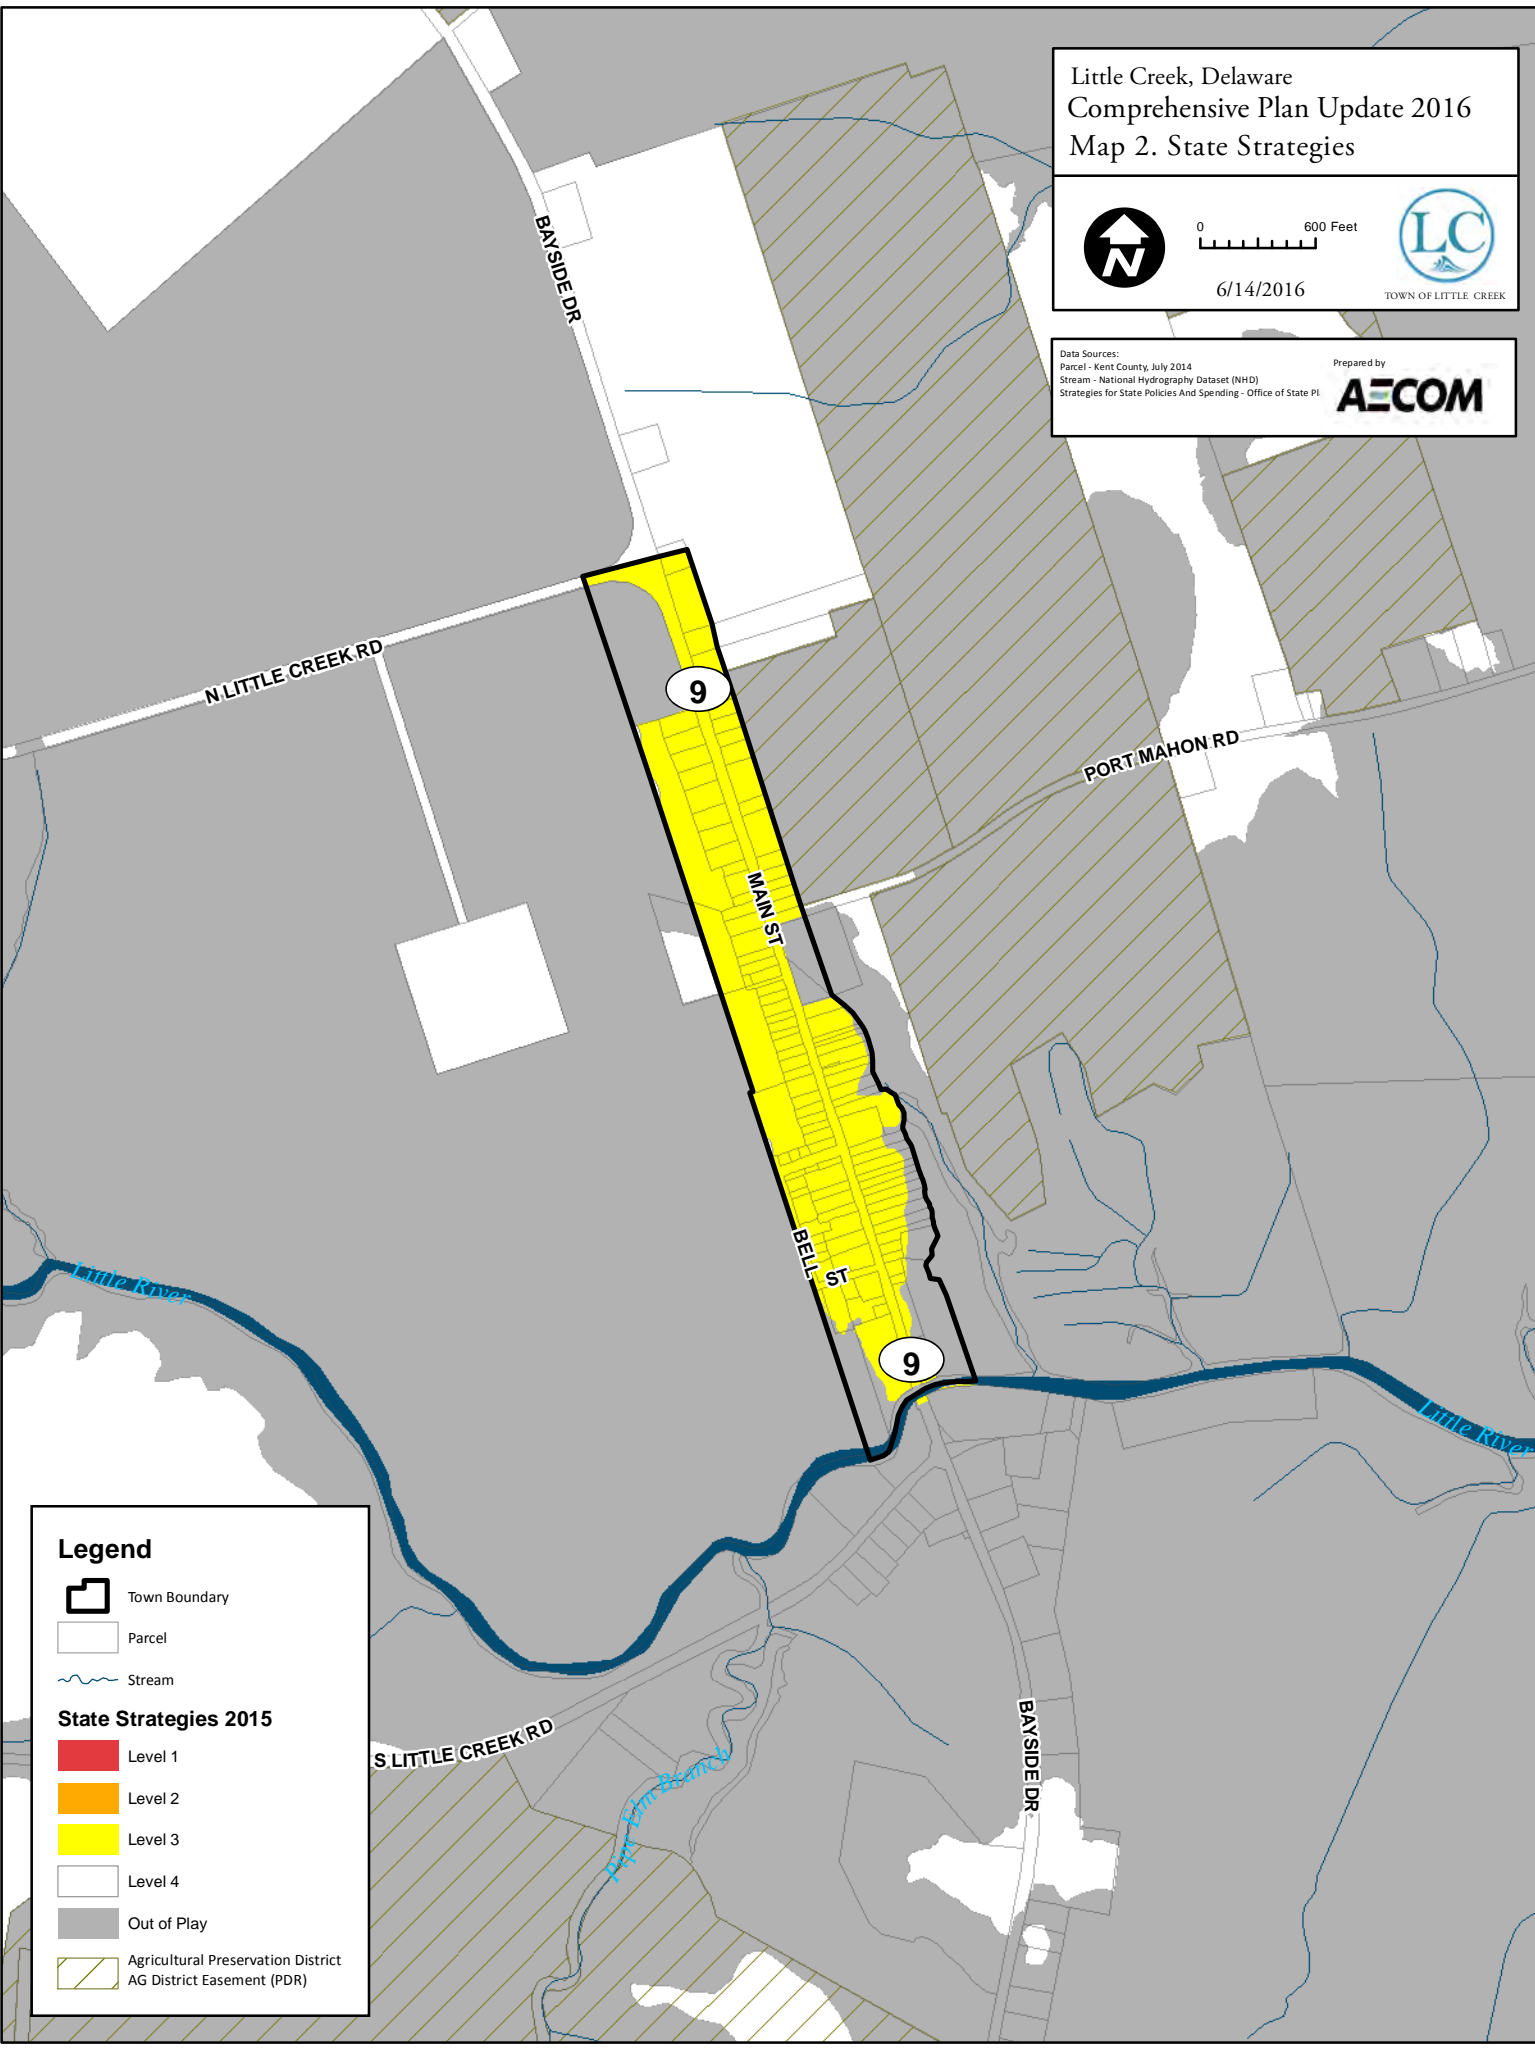 Little Creek, Delaware
Comprehensive Plan Update 2016
Map 2. State Strategies
N
0 600 Feet
6/14/2016
LC
TOWN OF LITTLE CREEK
Data Sources:
Parcel - Kent County, July 2014
Stream - National Hydrography Dataset (NHD)
Strategies for State Policies And Spending - Office of State Pl
Prepared by
AECOM
BAYSIDE DR
N LITTLE CREEK RD
9
PORT MAHON RD
MAIN ST
BELL ST
Little River
9
Little River
S LITTLE CREEK RD
BAYSIDE DR
Pipe Elm Branch
Legend
Town Boundary
Parcel
Stream
State Strategies 2015
Level 1
Level 2
Level 3
Level 4
Out of Play
Agricultural Preservation District
AG District Easement (PDR)